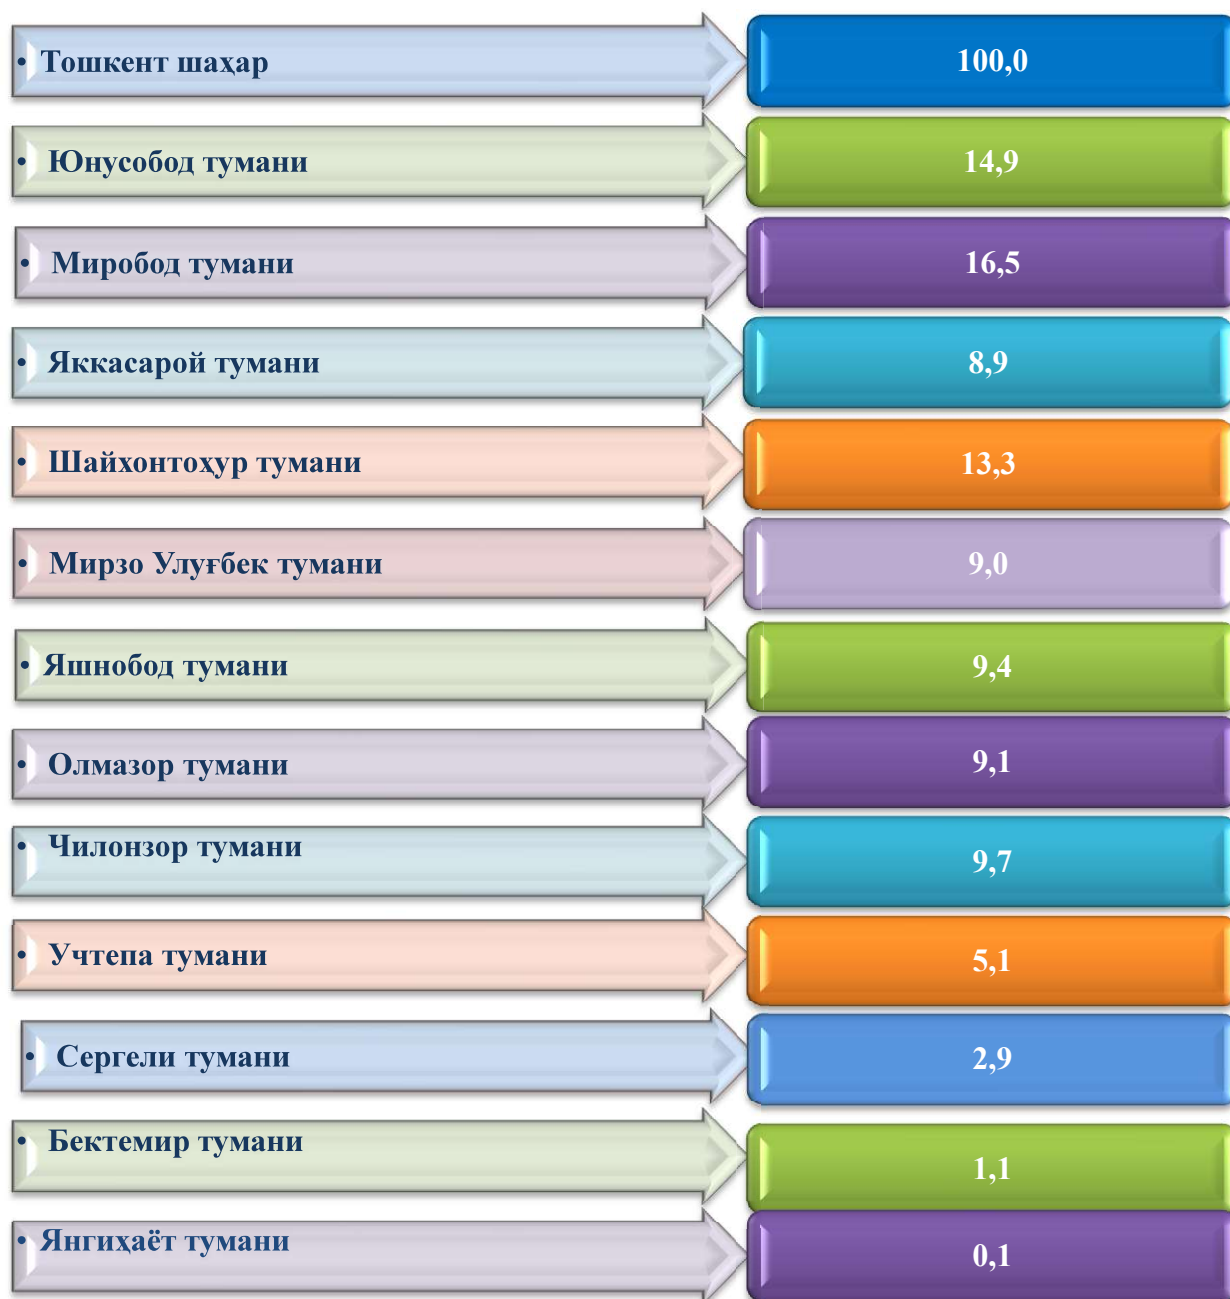 • Тошкент шаҳар 100,0
• Юнусобод тумани 14,9
• Миробод тумани 16,5
• Яккасарой тумани 8,9
• Шайхонтоҳур тумани 13,3
• Мирзо Улуғбек тумани 9,0
• Яшнобод тумани 9,4
• Олмазор тумани 9,1
• Чилонзор тумани 9,7
• Учтепа тумани 5,1
• Сергели тумани 2,9
• Бектемир тумани 1,1
• Янгиҳаёт тумани 0,1